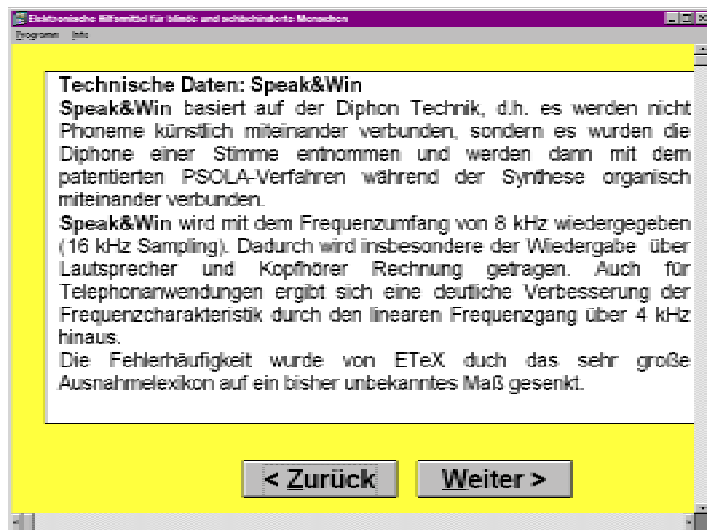 Elektronische Hilfsmittel für blinde und sehbehinderte Menschen
Programm Info
Technische Daten: Speak&Win
Speak&Win basiert auf der Diphon Technik, d.h. es werden nicht
Phoneme künstlich miteinander verbunden, sondern es wurden die
Diphone einer Stimme entnommen und werden dann mit dem
patentierten PSOLA-Verfahren während der Synthese organisch
miteinander verbunden.
Speak&Win wird mit dem Frequenzumfang von 8 kHz wiedergegeben
(16 kHz Sampling). Dadurch wird insbesondere der Wiedergabe über
Lautsprecher und Kopfhörer Rechnung getragen. Auch für
Telephonanwendungen ergibt sich eine deutliche Verbesserung der
Frequenzcharakteristik durch den linearen Frequenzgang über 4 kHz
hinaus.
Die Fehlerhäufigkeit wurde von ETeX duch das sehr große
Ausnahmelexikon auf ein bisher unbekanntes Maß gesenkt.
< Zurück Weiter >